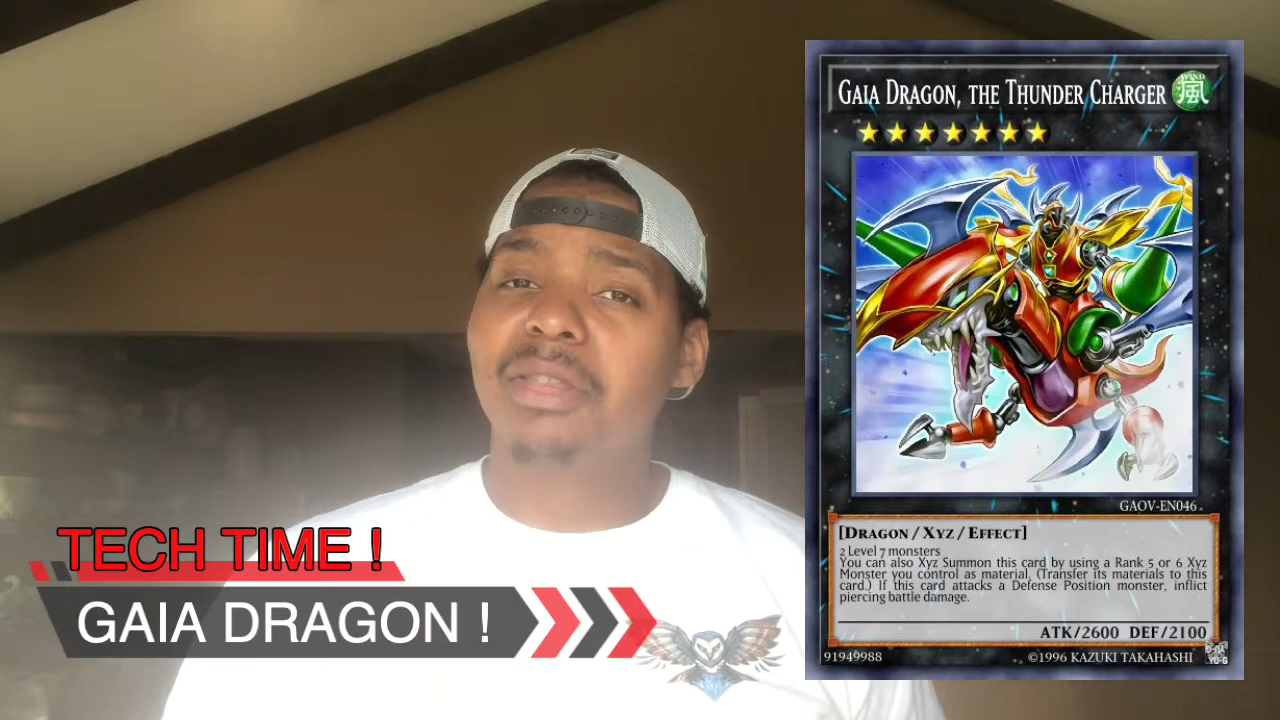 GAIA DRAGON, THE THUNDER CHARGER
WIND
風
GAOV-EN046
[DRAGON / XYZ / EFFECT]
2 Level 7 monsters
You can also Xyz Summon this card by using a Rank 5 or 6 Xyz
Monster you control as material. (Transfer its materials to this
card.) If this card attacks a Defense Position monster, inflict
piercing battle damage.
ATK/2600 DEF/2100
91949988
©1996 KAZUKI TAKAHASHI
TECH TIME !
GAIA DRAGON !